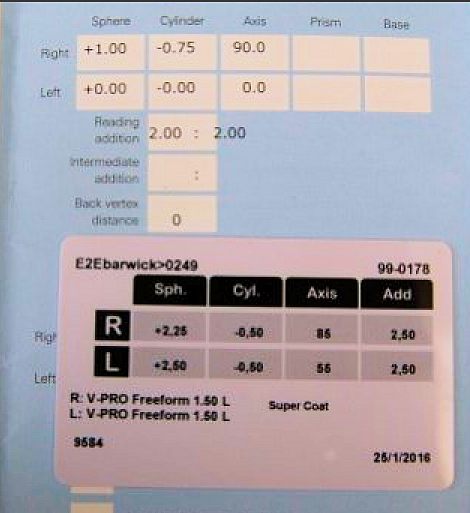 Sphere Cylinder Axis Prism Base
Right +1.00 -0.75 90.0
Left +0.00 -0.00 0.0
Reading
addition 2.00 : 2.00
Intermediate
addition :
Back vertex
distance 0
E2Ebarwick>0249 99-0178
Sph. Cyl. Axis Add
R +2,25 -0,50 85 2,50
L +2,50 -0,50 55 2,50
Righ
Left
R: V-PRO Freeform 1.50 L Super Coat
L: V-PRO Freeform 1.50 L
9584
25/1/2016